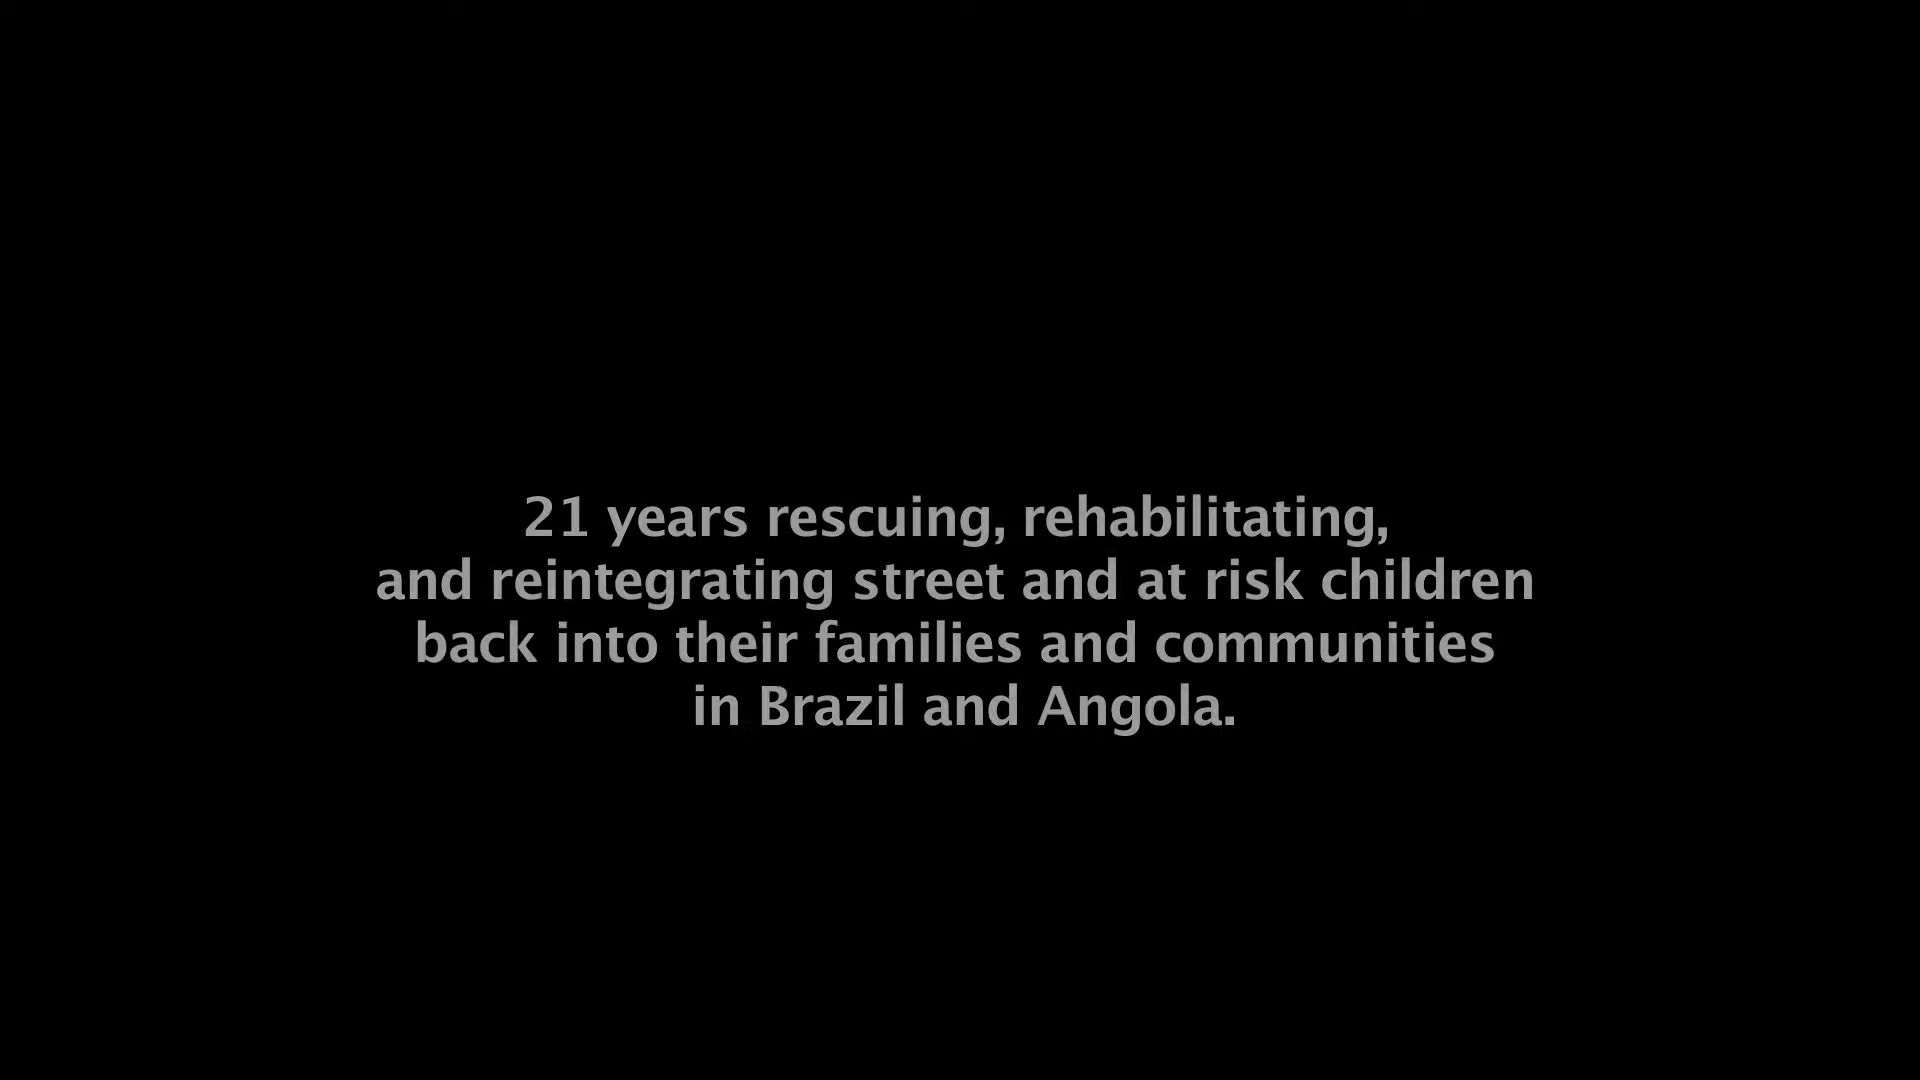 21 years rescuing, rehabilitating,
and reintegrating street and at risk children
back into their families and communities
in Brazil and Angola.